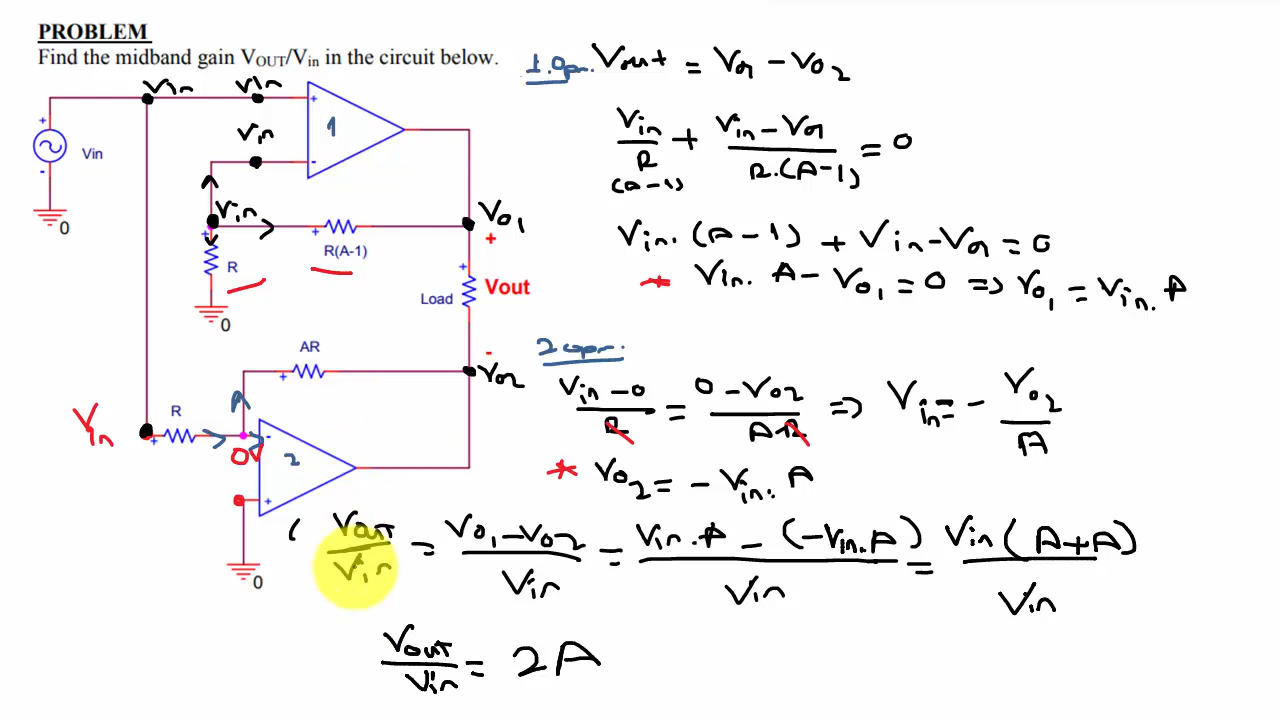 PROBLEM
Find the midband gain VOUT/Vin in the circuit below.
1.Opr. Vout = Vo1 - Vo2
Vin Vin
+
1
Vin
Vin
+
-
-
0
Vin/R + (Vin - Vo1)/(R.(A-1)) = 0
(A-1)
Vin
+
R
+
R(A-1)
Vo1
+
0
Vin.(A-1) + Vin - Vo1 = 0
* Vin. A - Vo1 = 0 => Vo1 = Vin. A
Load
+
Vout
-
AR
+
Vo2
2 opr.
(Vin - 0)/R = (0 - Vo2)/AR => Vin = - Vo2/A
* Vo2 = - Vin. A
Vin
R
+
0V
-
2
+
0
( Vout/Vin = (Vo1 - Vo2)/Vin = (Vin.A - (-Vin.A))/Vin = Vin(A+A)/Vin
Vout/Vin = 2A